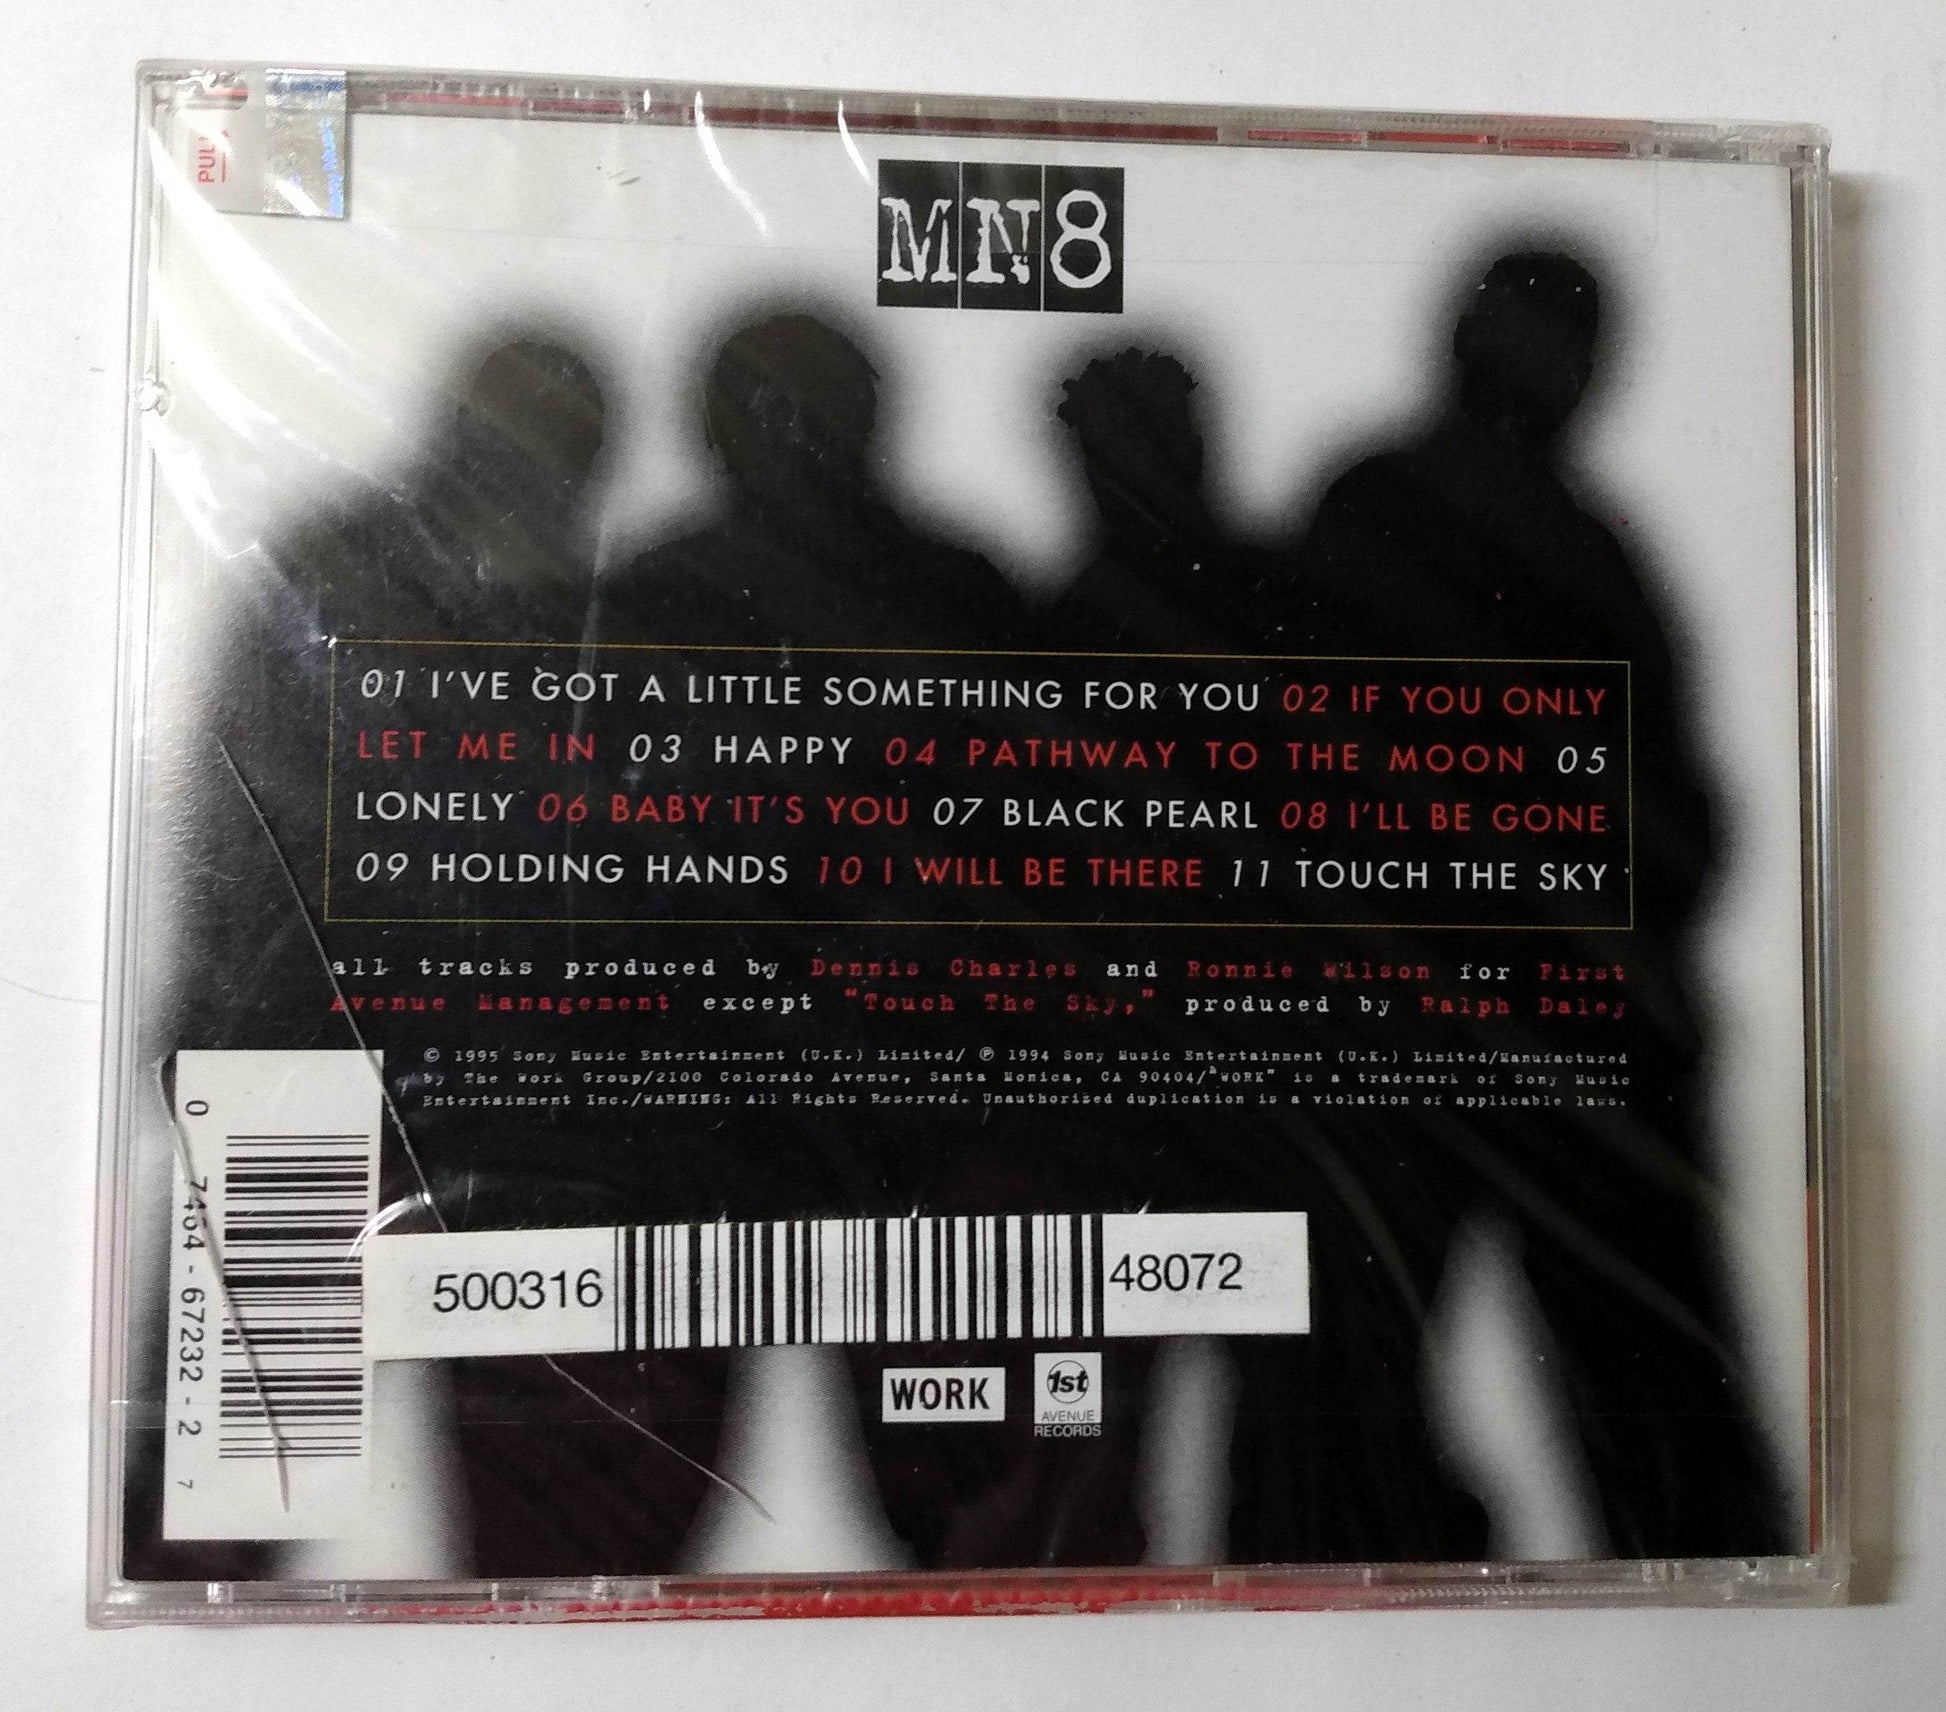 PULL
MN8
01 I'VE GOT A LITTLE SOMETHING FOR YOU 02 IF YOU ONLY
LET ME IN 03 HAPPY 04 PATHWAY TO THE MOON 05
LONELY 06 BABY IT'S YOU 07 BLACK PEARL 08 I'LL BE GONE
09 HOLDING HANDS 10 I WILL BE THERE 11 TOUCH THE SKY
all tracks produced by Dennis Charles and Ronnie Wilson for First
Avenue Management except "Touch The Sky," produced by Ralph Daley
© 1995 Sony Music Entertainment (U.K.) Limited/ ℗ 1994 Sony Music Entertainment (U.K.) Limited/Manufactured
by The Work Group/2100 Colorado Avenue, Santa Monica, CA 90404/"WORK" is a trademark of Sony Music
Entertainment Inc./WARNING: All Rights Reserved. Unauthorized duplication is a violation of applicable laws.
0 7464-67232-2 7
500316 48072
WORK
1st
AVENUE
RECORDS